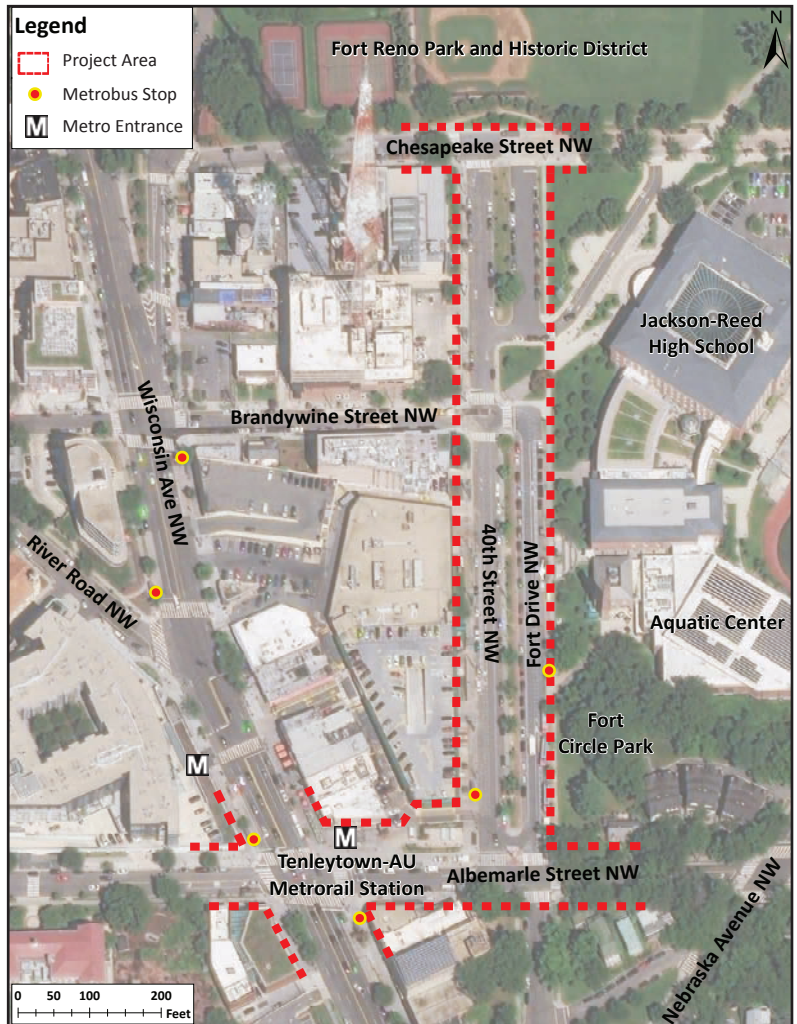 Legend
Project Area
Metrobus Stop
M Metro Entrance
N
Fort Reno Park and Historic District
Chesapeake Street NW
Jackson-Reed
High School
Brandywine Street NW
Wisconsin Ave NW
River Road NW
40th Street NW
Fort Drive NW
Aquatic Center
Fort
Circle Park
M
M
Tenleytown-AU
Metrorail Station
Albemarle Street NW
Nebraska Avenue NW
0 50 100 200
Feet